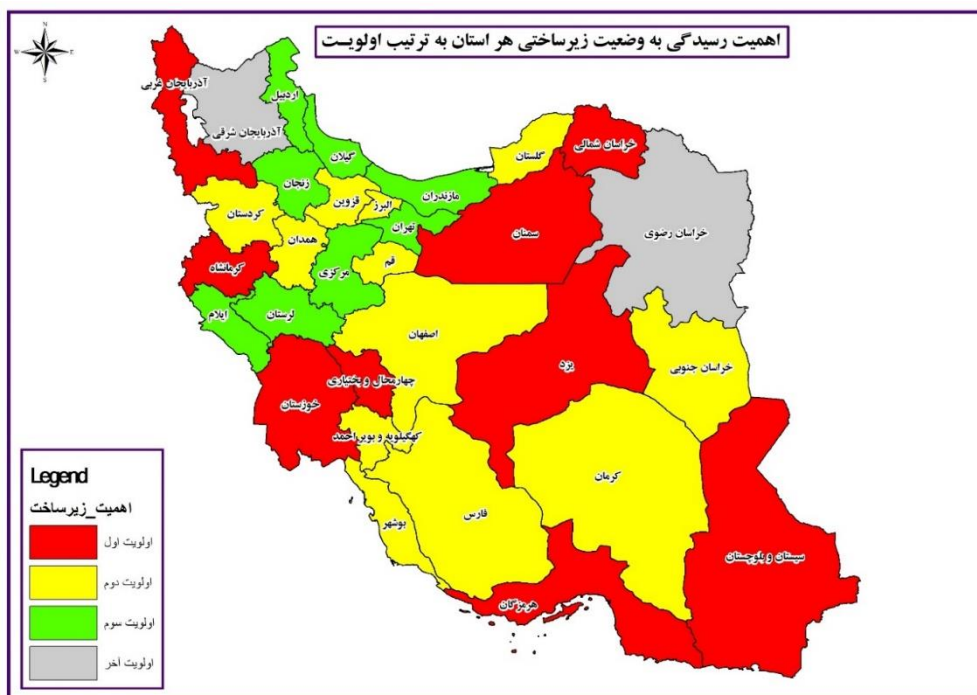 اهمیت رسیدگی به وضعیت زیرساختی هر استان به ترتیب اولویت
N
W
E
S
آذربایجان غربی
اردبیل
آذربایجان شرقی
گیلان
زنجان
مازندران
گلستان
خراسان شمالی
قزوین
البرز
تهران
کردستان
همدان
سمنان
خراسان رضوی
کرمانشاه
مرکزی
قم
ایلام
لرستان
اصفهان
یزد
خراسان جنوبی
چهارمحال و بختیاری
خوزستان
کهگیلویه و بویر احمد
کرمان
فارس
بوشهر
سیستان و بلوچستان
هرمزگان
Legend
اهمیت_زیرساخت
اولویت اول
اولویت دوم
اولویت سوم
اولویت آخر